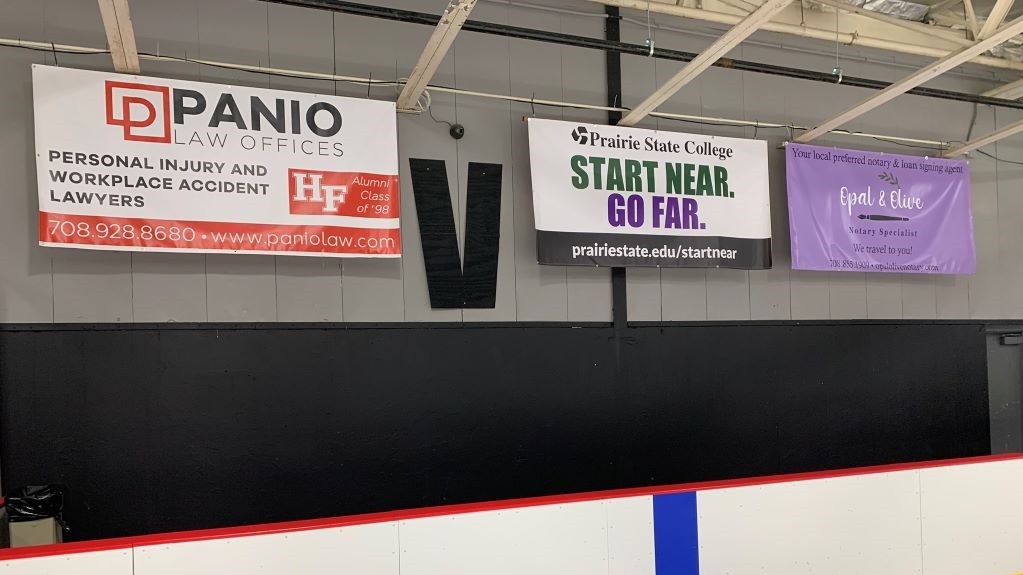 PANIO
LAW OFFICES
PERSONAL INJURY AND
WORKPLACE ACCIDENT
LAWYERS
HF
Alumni
Class
of '98
708.928.8680 • www.paniolaw.com
V
Prairie State College
START NEAR.
GO FAR.
prairiestate.edu/startnear
Your local preferred notary & loan signing agent
Opal & Olive
Notary Specialist
We travel to you!